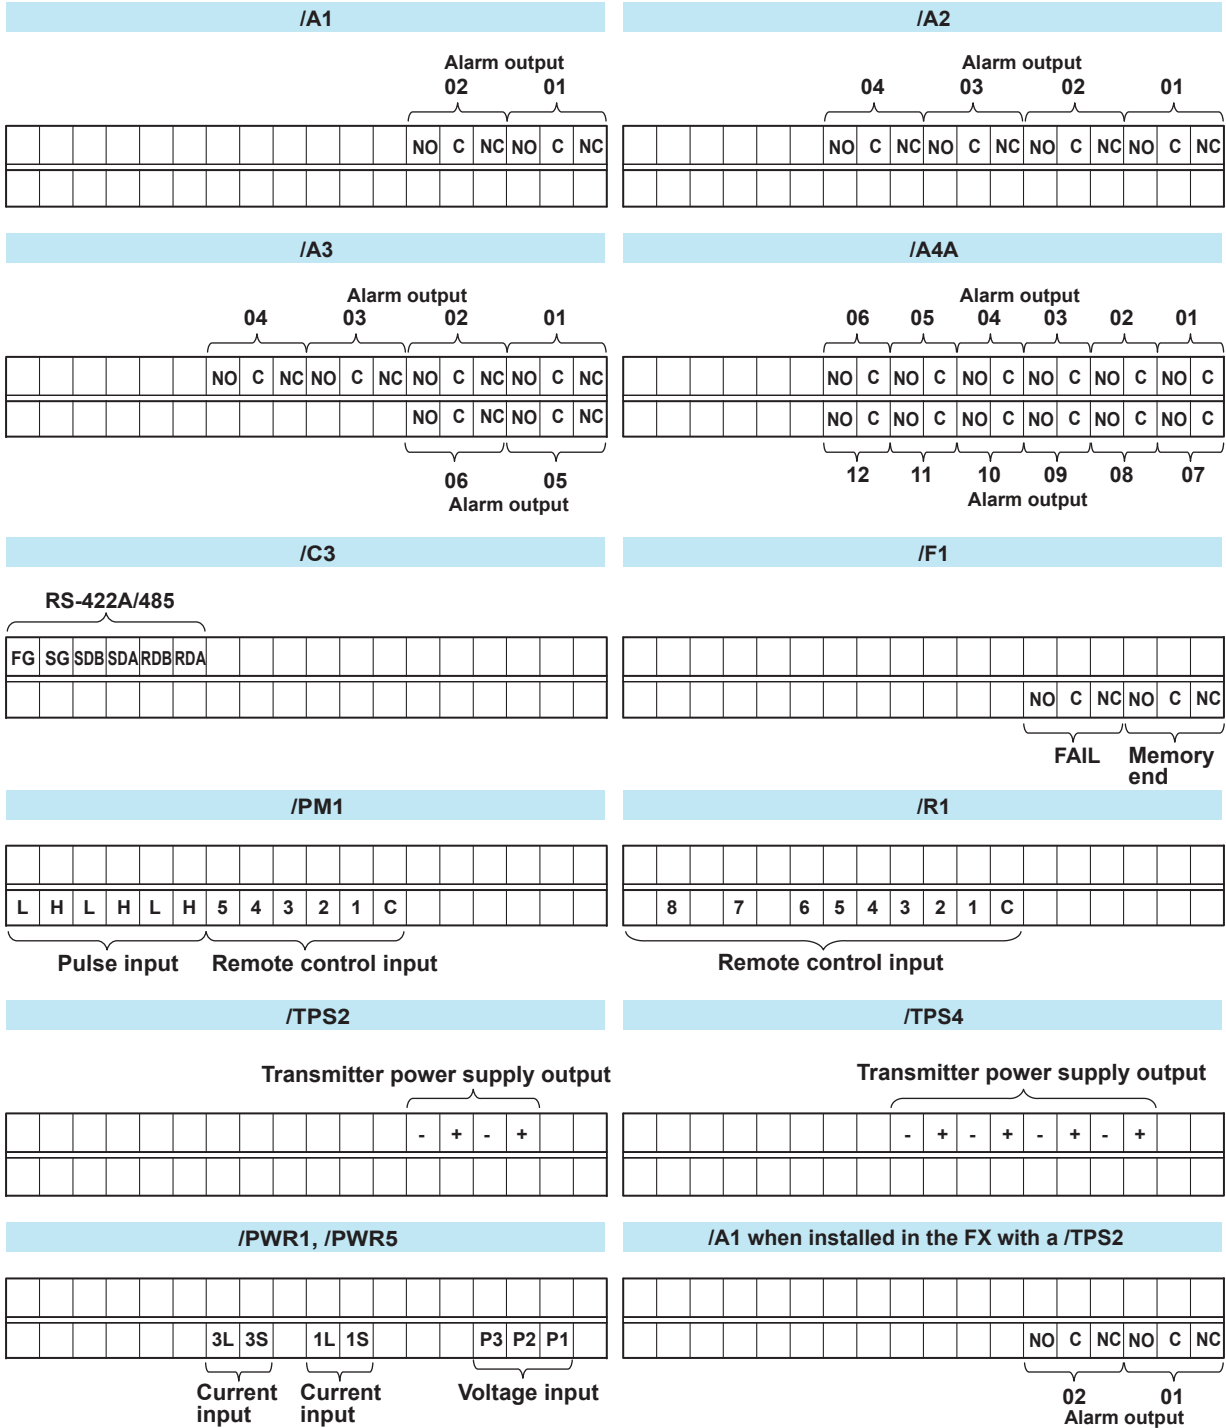 /A1
Alarm output
02 01
NO C NC NO C NC
/A2
Alarm output
04 03 02 01
NO C NC NO C NC NO C NC NO C NC
/A3
Alarm output
04 03 02 01
NO C NC NO C NC NO C NC NO C NC
NO C NC NO C NC
06 05
Alarm output
/A4A
Alarm output
06 05 04 03 02 01
NO C NO C NO C NO C NO C NO C
NO C NO C NO C NO C NO C NO C
12 11 10 09 08 07
Alarm output
/C3
RS-422A/485
FG SG SDB SDA RDB RDA
/F1
NO C NC NO C NC
FAIL Memory
end
/PM1
L H L H L H 5 4 3 2 1 C
Pulse input Remote control input
/R1
8 7 6 5 4 3 2 1 C
Remote control input
/TPS2
Transmitter power supply output
- + - +
/TPS4
Transmitter power supply output
- + - + - + - +
/PWR1, /PWR5
3L 3S 1L 1S P3 P2 P1
Current Current Voltage input
input input
/A1 when installed in the FX with a /TPS2
NO C NC NO C NC
02 01
Alarm output